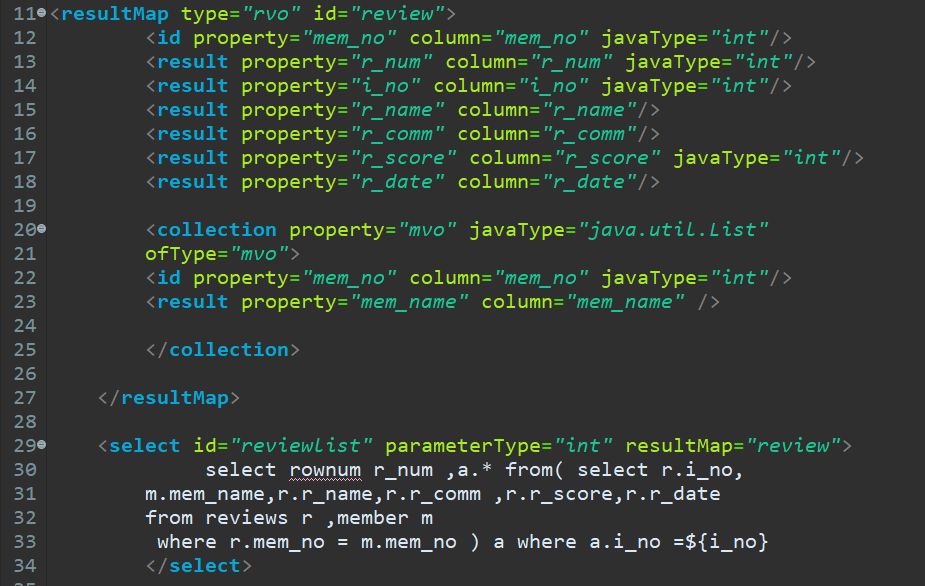 11 <resultMap type="rvo" id="review">
12 <id property="mem_no" column="mem_no" javaType="int"/>
13 <result property="r_num" column="r_num" javaType="int"/>
14 <result property="i_no" column="i_no" javaType="int"/>
15 <result property="r_name" column="r_name"/>
16 <result property="r_comm" column="r_comm"/>
17 <result property="r_score" column="r_score" javaType="int"/>
18 <result property="r_date" column="r_date"/>
19
20 <collection property="mvo" javaType="java.util.List"
21 ofType="mvo">
22 <id property="mem_no" column="mem_no" javaType="int"/>
23 <result property="mem_name" column="mem_name" />
24
25 </collection>
26
27 </resultMap>
28
29 <select id="reviewlist" parameterType="int" resultMap="review">
30 select rownum r_num ,a.* from( select r.i_no,
31 m.mem_name,r.r_name,r.r_comm ,r.r_score,r.r_date
32 from reviews r ,member m
33 where r.mem_no = m.mem_no ) a where a.i_no =${i_no}
34 </select>